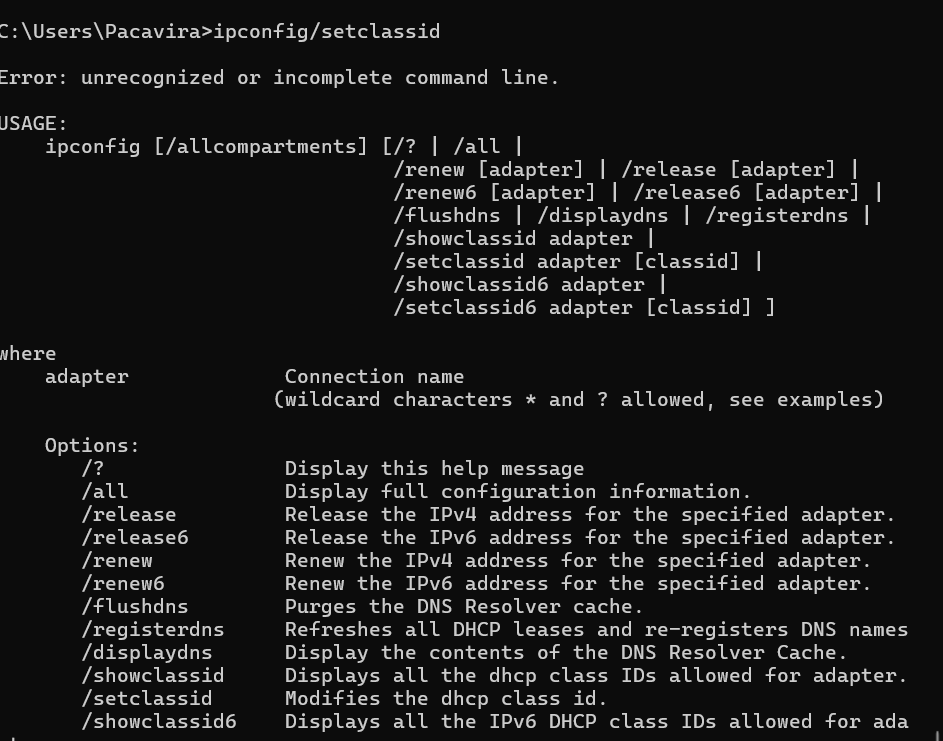 C:\Users\Pacavira>ipconfig/setclassid
Error: unrecognized or incomplete command line.
USAGE:
ipconfig [/allcompartments] [/? | /all |
/renew [adapter] | /release [adapter] |
/renew6 [adapter] | /release6 [adapter] |
/flushdns | /displaydns | /registerdns |
/showclassid adapter |
/setclassid adapter [classid] |
/showclassid6 adapter |
/setclassid6 adapter [classid] ]
where
adapter Connection name
(wildcard characters * and ? allowed, see examples)
Options:
/? Display this help message
/all Display full configuration information.
/release Release the IPv4 address for the specified adapter.
/release6 Release the IPv6 address for the specified adapter.
/renew Renew the IPv4 address for the specified adapter.
/renew6 Renew the IPv6 address for the specified adapter.
/flushdns Purges the DNS Resolver cache.
/registerdns Refreshes all DHCP leases and re-registers DNS names
/displaydns Display the contents of the DNS Resolver Cache.
/showclassid Displays all the dhcp class IDs allowed for adapter.
/setclassid Modifies the dhcp class id.
/showclassid6 Displays all the IPv6 DHCP class IDs allowed for ada